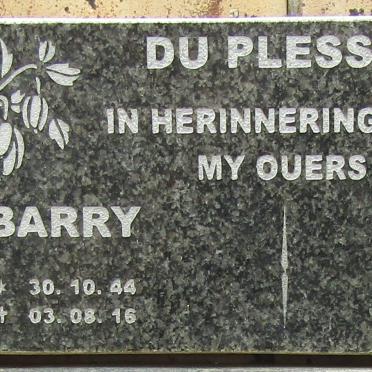 DU PLESS
IN HERINNERING
MY OUERS
BARRY
* 30. 10. 44
† 03. 08. 16